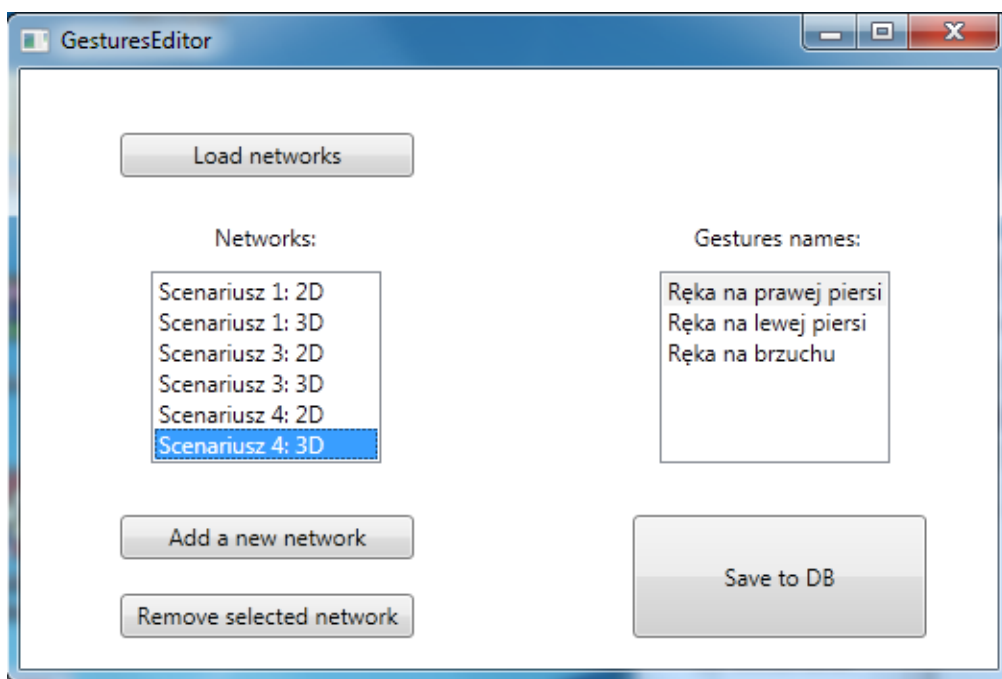 GesturesEditor
Load networks
Networks:
Scenariusz 1: 2D
Scenariusz 1: 3D
Scenariusz 3: 2D
Scenariusz 3: 3D
Scenariusz 4: 2D
Scenariusz 4: 3D
Gestures names:
Ręka na prawej piersi
Ręka na lewej piersi
Ręka na brzuchu
Add a new network
Remove selected network
Save to DB